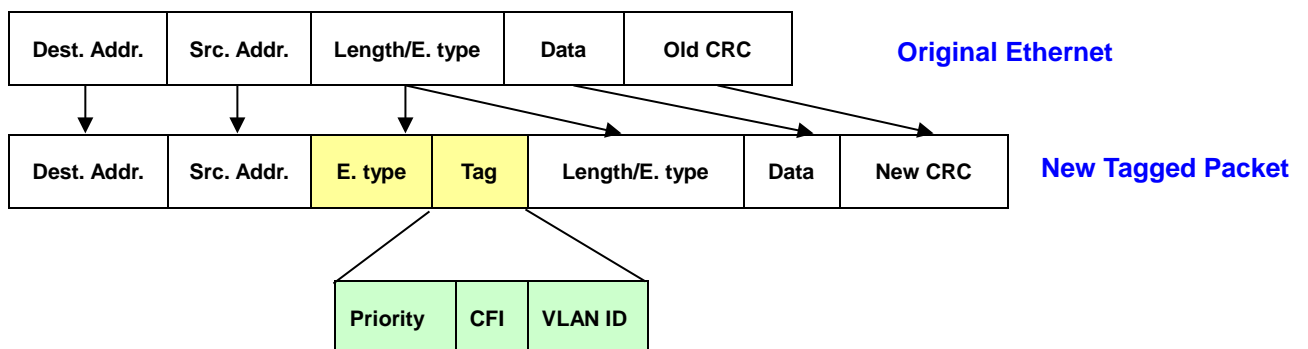 Dest. Addr. Src. Addr. Length/E. type Data Old CRC Original Ethernet
Dest. Addr. Src. Addr. E. type Tag Length/E. type Data New CRC New Tagged Packet
Priority CFI VLAN ID